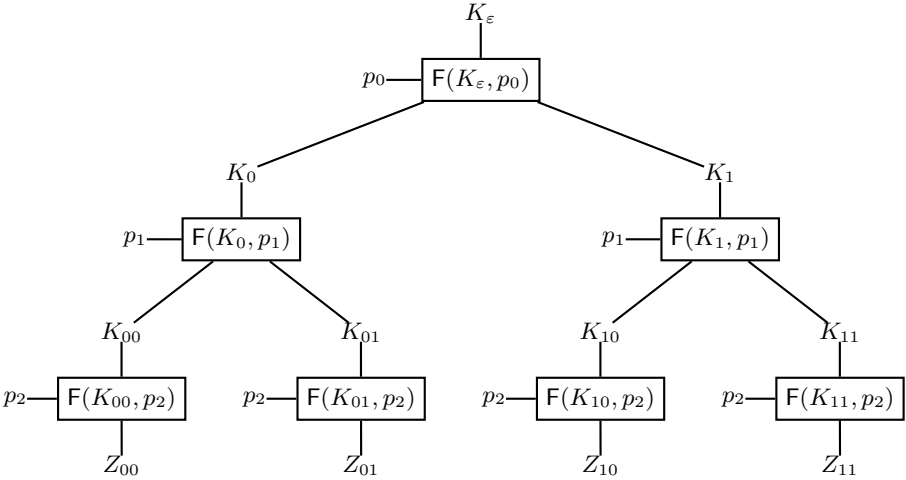 K_ε
p_0 F(K_ε, p_0)
K_0 K_1
p_1 F(K_0, p_1) p_1 F(K_1, p_1)
K_00 K_01 K_10 K_11
p_2 F(K_00, p_2) p_2 F(K_01, p_2) p_2 F(K_10, p_2) p_2 F(K_11, p_2)
Z_00 Z_01 Z_10 Z_11